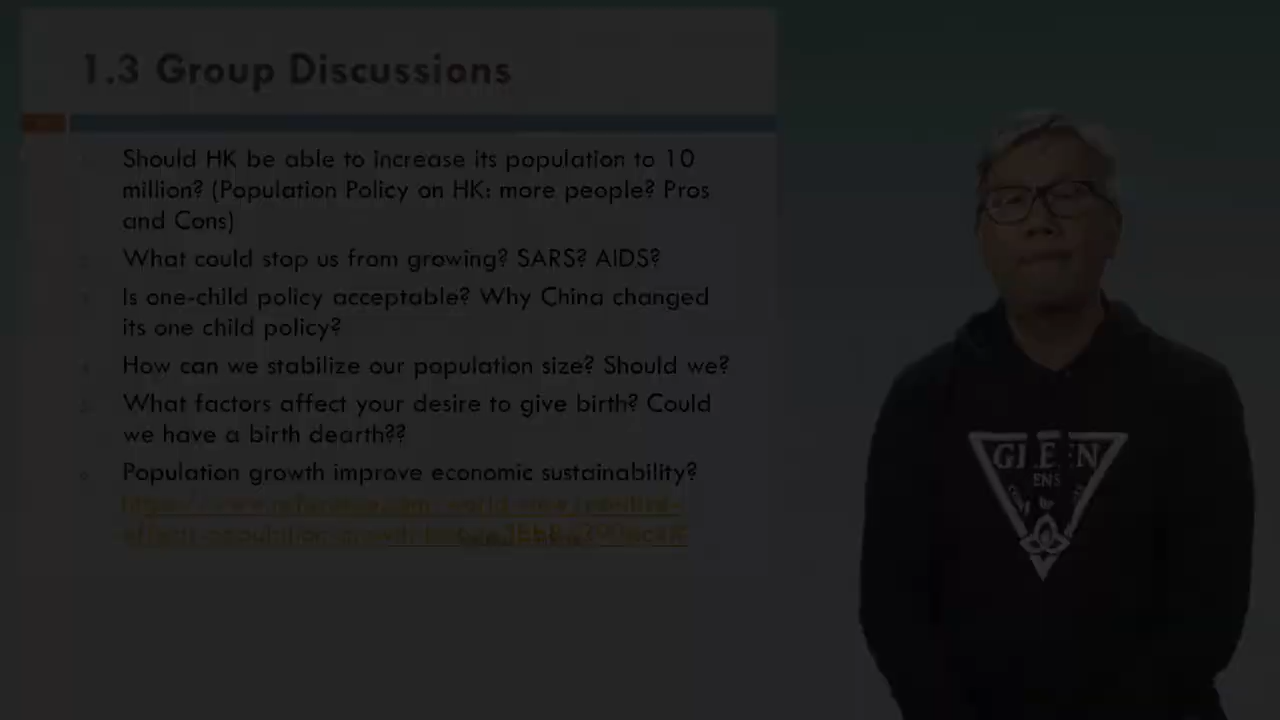 1.3 Group Discussions
Should HK be able to increase its population to 10
million? (Population Policy on HK: more people? Pros
and Cons)
What could stop us from growing? SARS? AIDS?
Is one-child policy acceptable? Why China changed
its one child policy?
How can we stabilize our population size? Should we?
What factors affect your desire to give birth? Could
we have a birth dearth??
Population growth improve economic sustainability?
GREEN